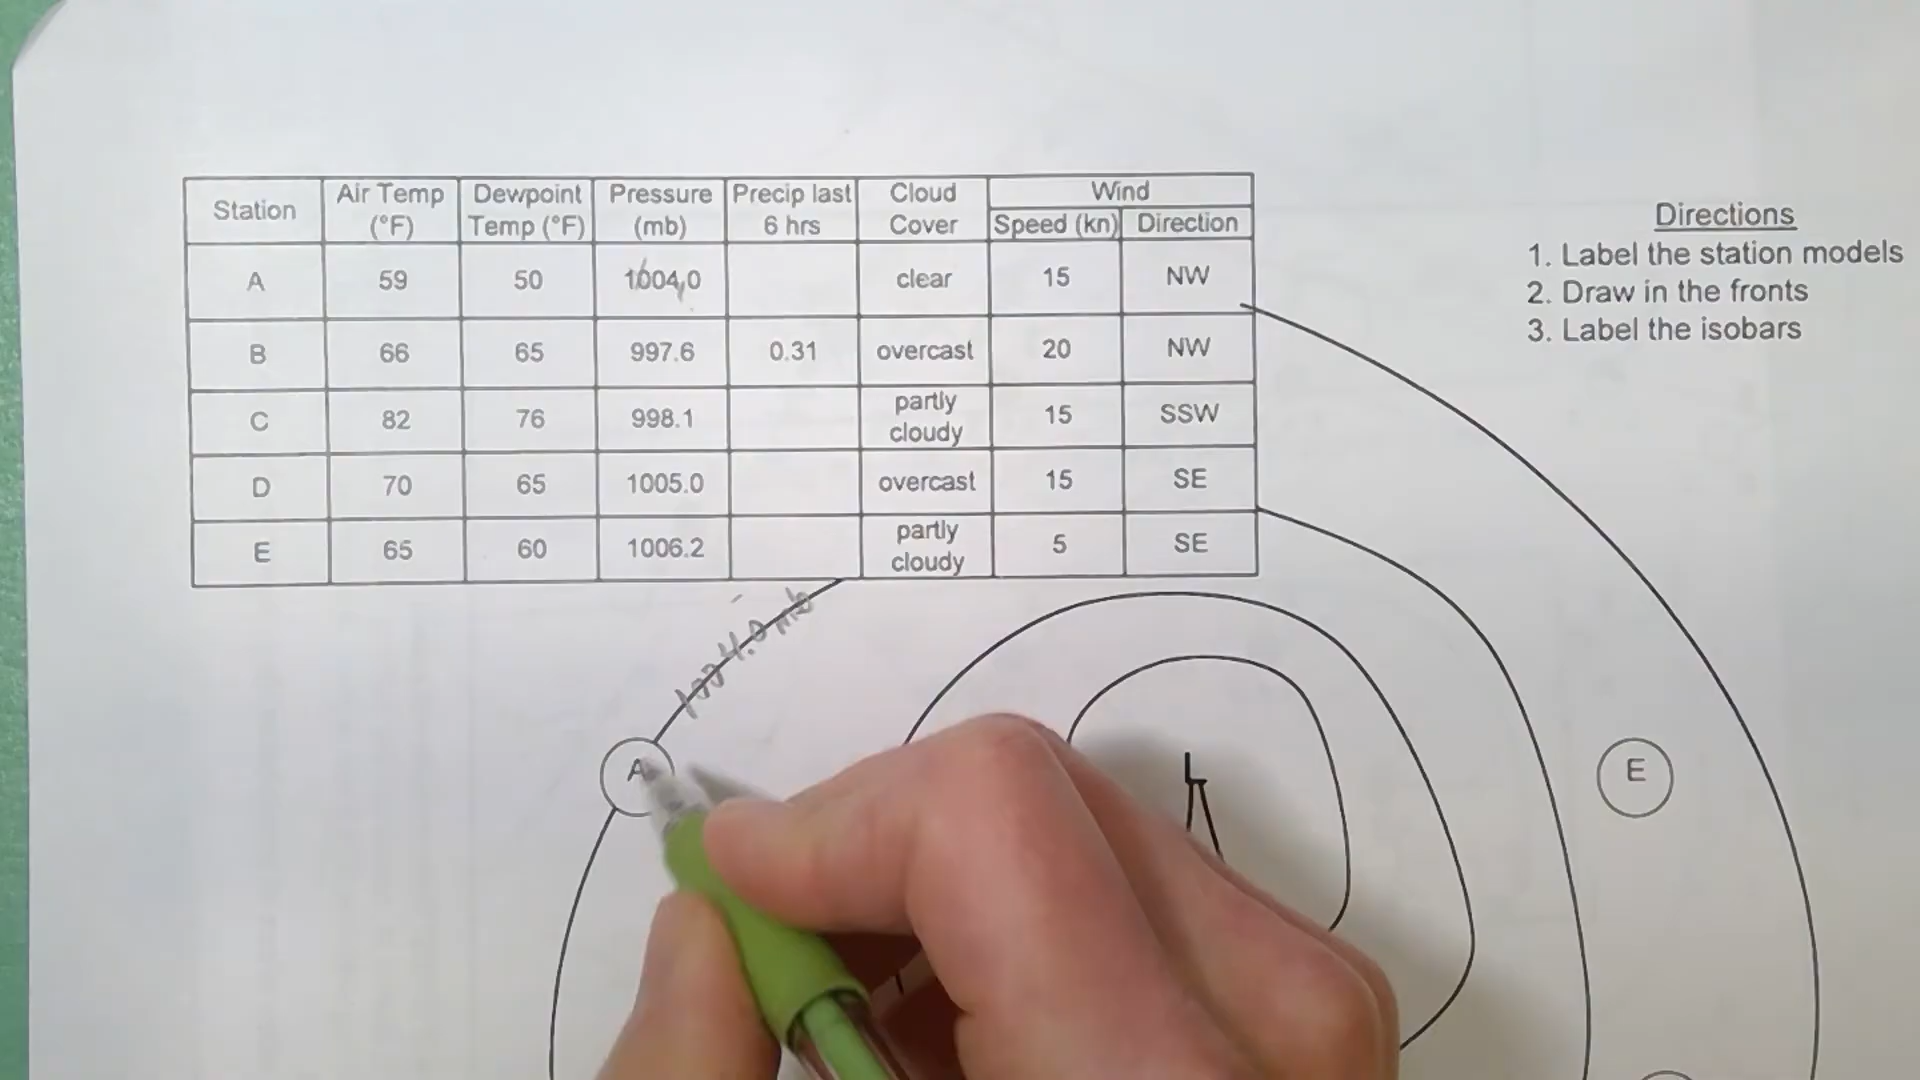 Station Air Temp (°F) Dewpoint Temp (°F) Pressure (mb) Precip last 6 hrs Cloud Cover Wind Speed (kn) Direction
A 59 50 1004.0 clear 15 NW
B 66 65 997.6 0.31 overcast 20 NW
C 82 76 998.1 partly cloudy 15 SSW
D 70 65 1005.0 overcast 15 SE
E 65 60 1006.2 partly cloudy 5 SE
Directions
1. Label the station models
2. Draw in the fronts
3. Label the isobars
1004.0 mb
A
L
E